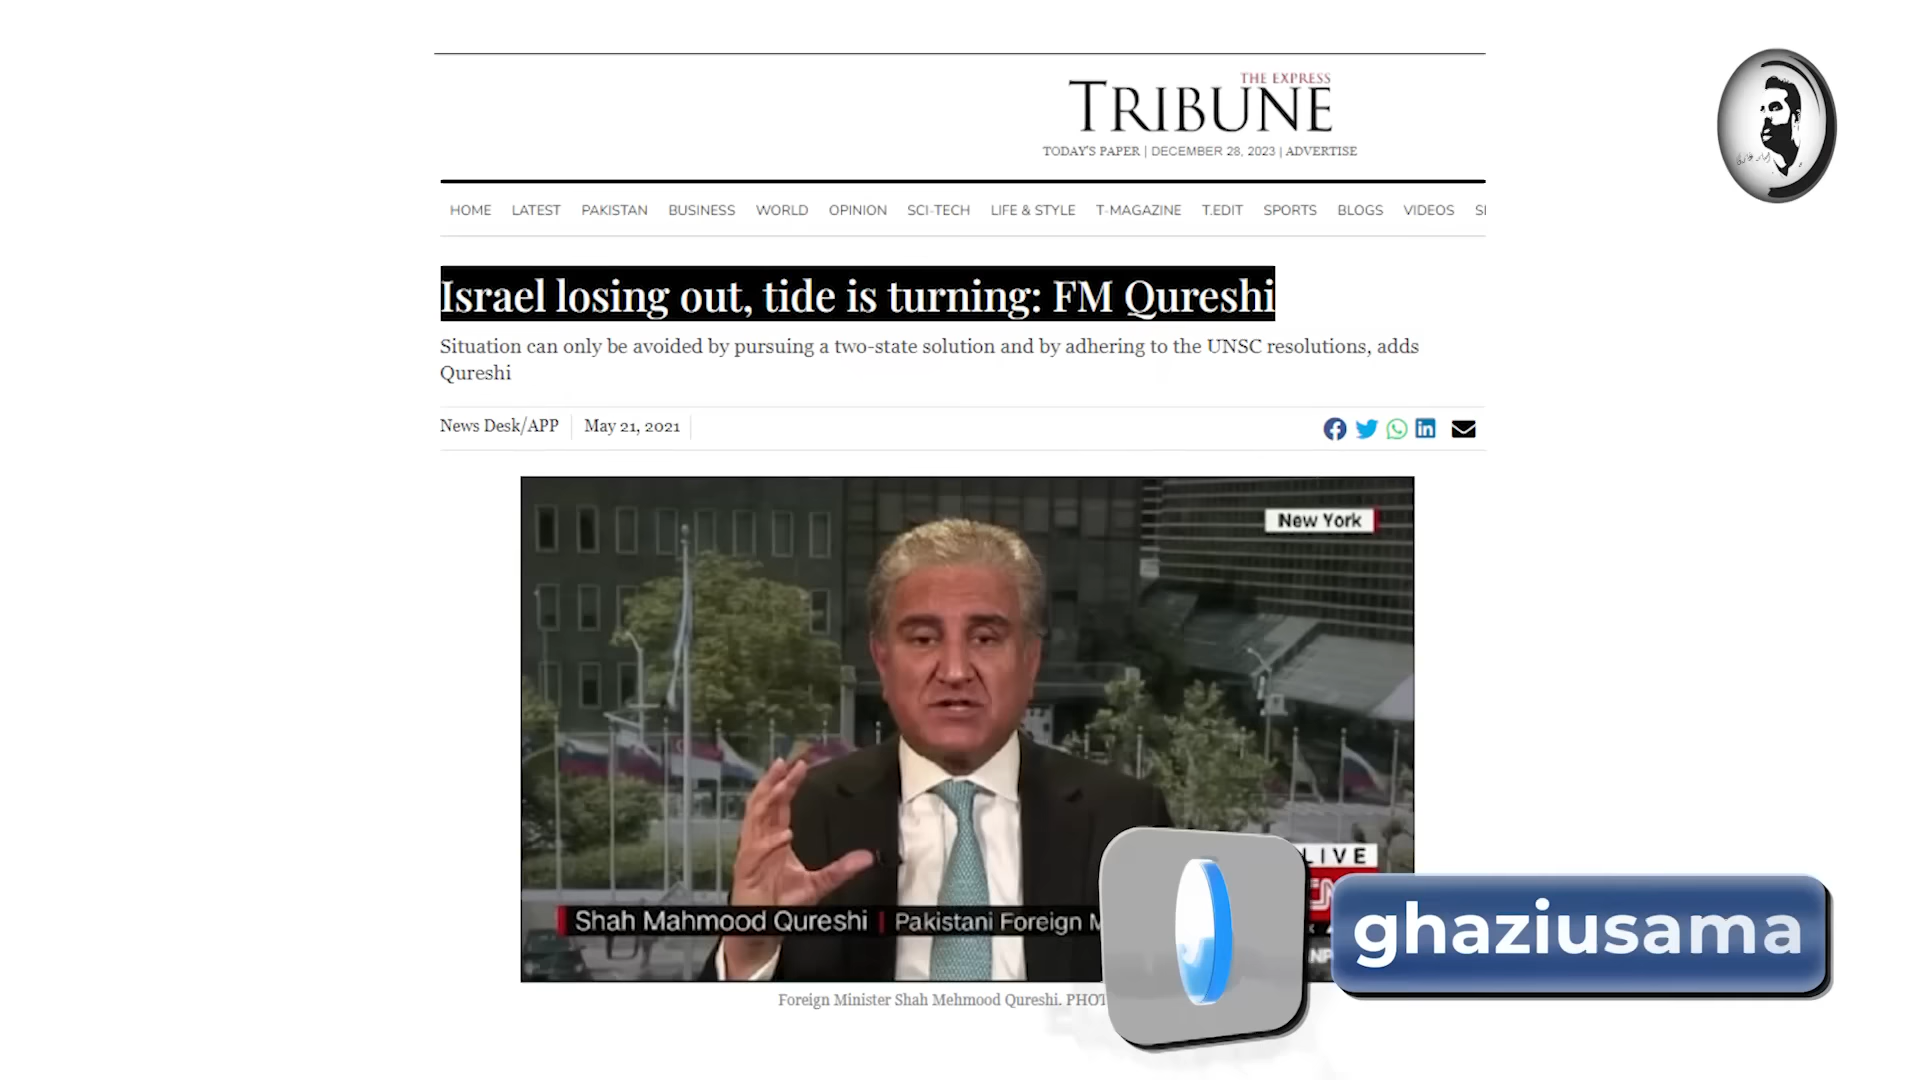 THE EXPRESS
TRIBUNE
TODAY'S PAPER | DECEMBER 28, 2023 | ADVERTISE
HOME LATEST PAKISTAN BUSINESS WORLD OPINION SCI-TECH LIFE & STYLE T-MAGAZINE T.EDIT SPORTS BLOGS VIDEOS
Israel losing out, tide is turning: FM Qureshi
Situation can only be avoided by pursuing a two-state solution and by adhering to the UNSC resolutions, adds
Qureshi
News Desk/APP May 21, 2021
New York
LIVE
Shah Mahmood Qureshi | Pakistani Foreign
ghaziusama
Foreign Minister Shah Mehmood Qureshi.